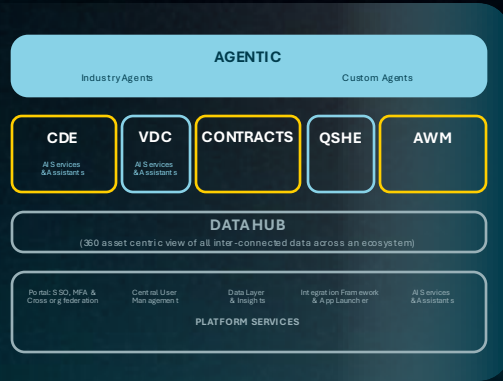 AGENTIC
Industry Agents
Custom Agents
CDE
VDC
CONTRACTS
QSHE
AWM
AI Services
& Assistants
AI Services
& Assistants
DATAHUB
(360 asset centric view of all inter-connected data across an ecosystem)
Portal: SSO, MFA &
Cross org federation
Central User
Management
Data Layer
& Insights
Integration Framework
& App Launcher
AI Services
& Assistants
PLATFORM SERVICES